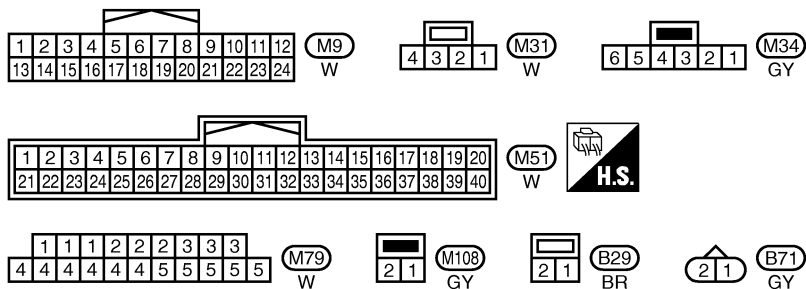 1 2 3 4 5 6 7 8 9 10 11 12 M9
13 14 15 16 17 18 19 20 21 22 23 24 W
4 3 2 1 M31
W
6 5 4 3 2 1 M34
GY
1 2 3 4 5 6 7 8 9 10 11 12 13 14 15 16 17 18 19 20 M51
21 22 23 24 25 26 27 28 29 30 31 32 33 34 35 36 37 38 39 40 W
H.S.
1 1 1 2 2 2 3 3 3 M79
4 4 4 4 4 4 5 5 5 5 5 W
2 1 M108
GY
2 1 B29
BR
2 1 B71
GY